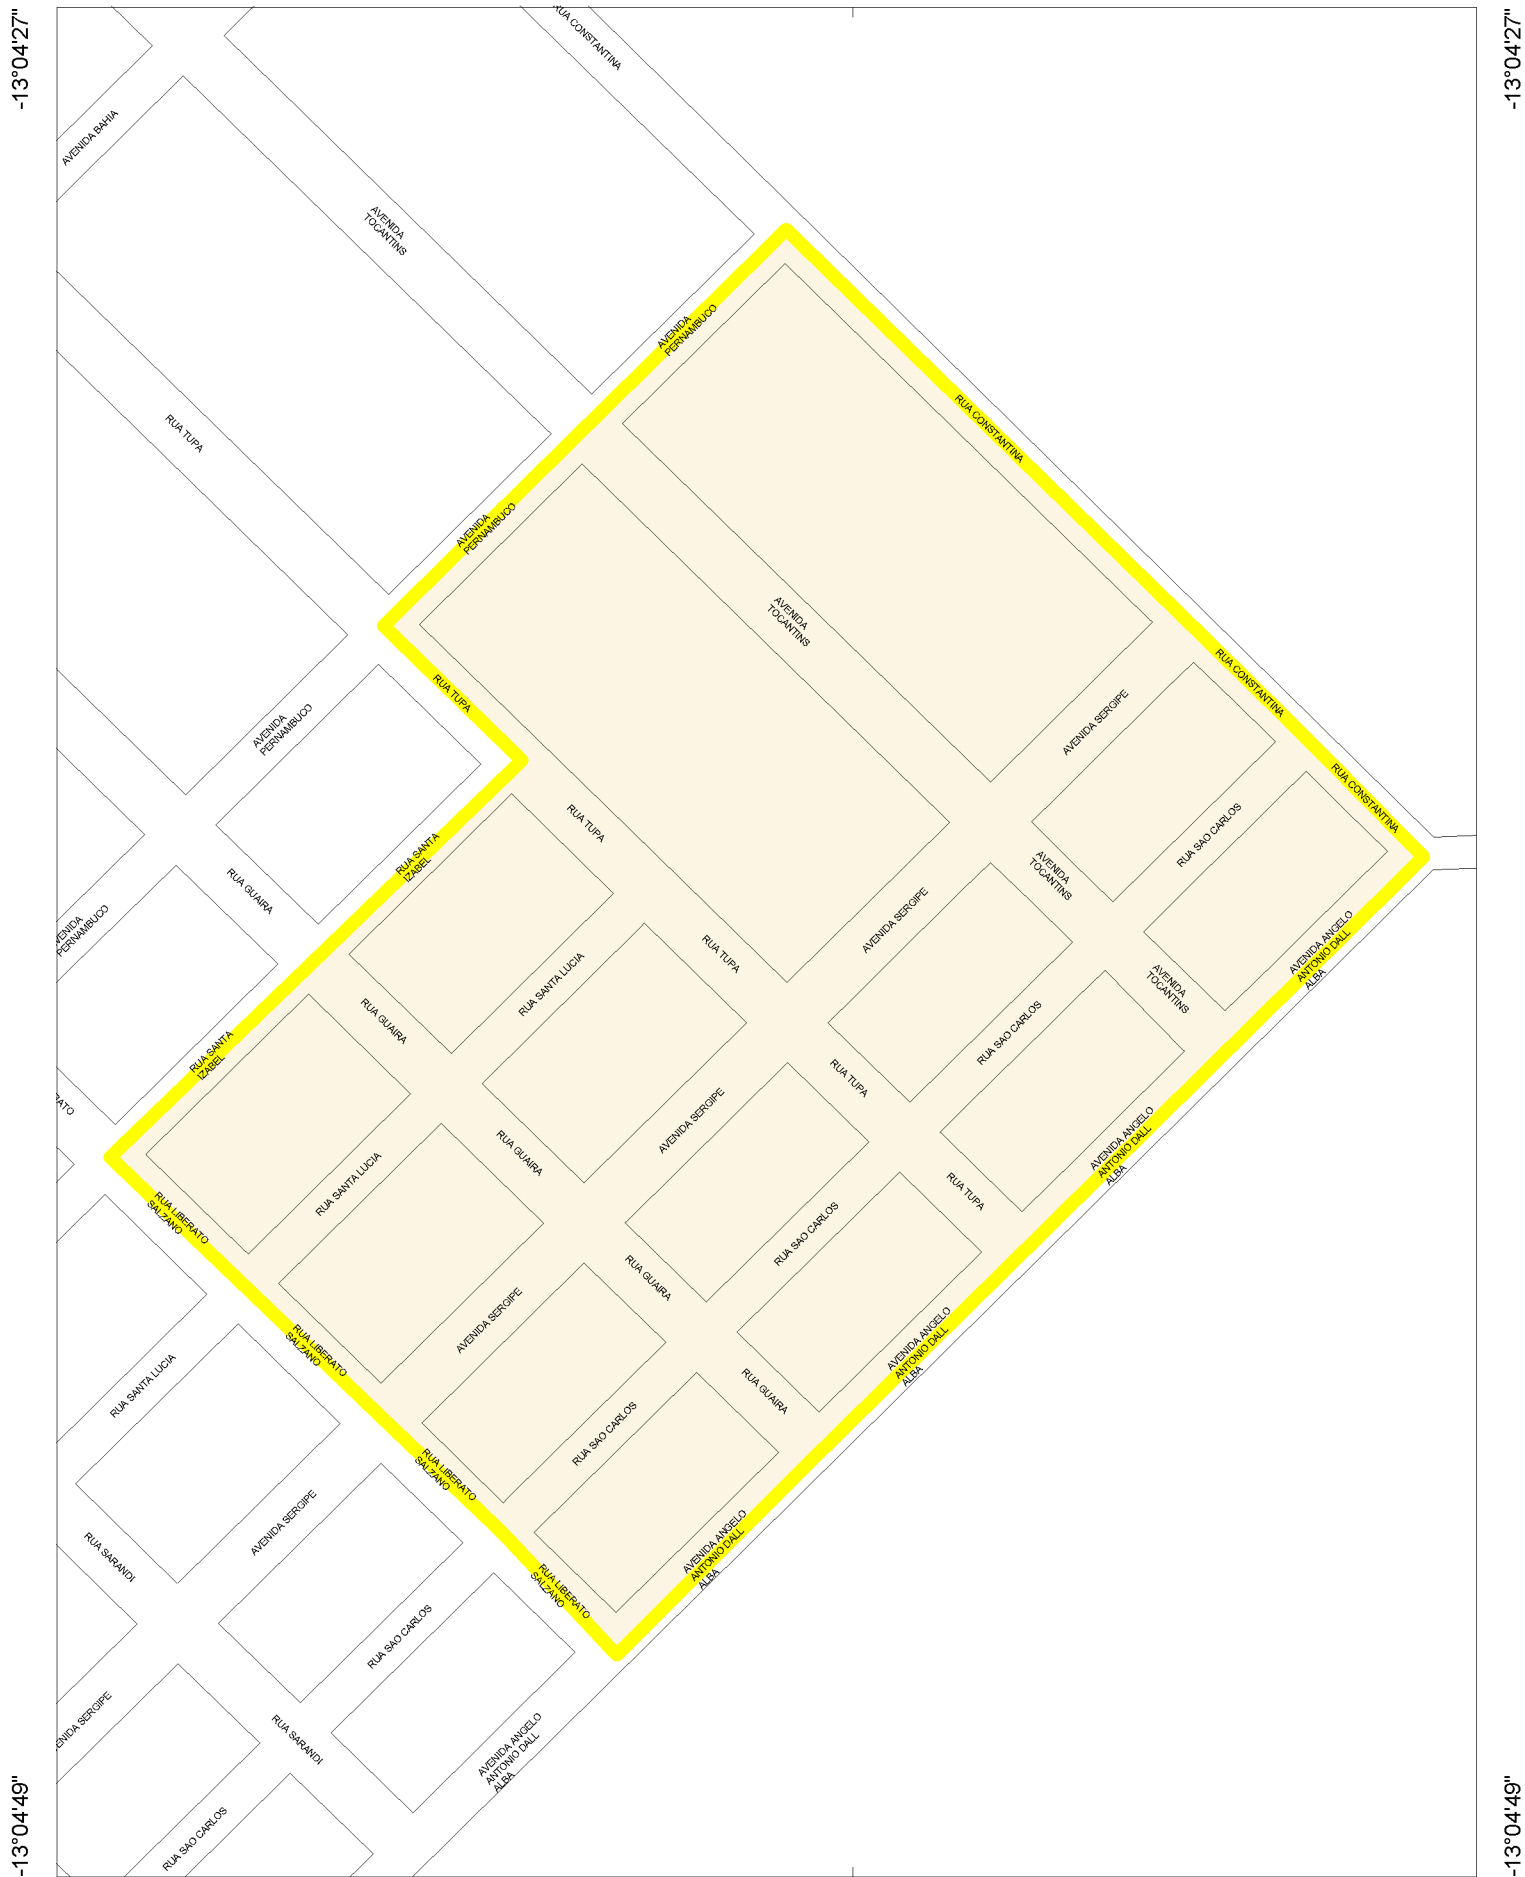 -13°04'27"
-13°04'27"
RUA CONSTANTINA
AVENIDA BAHIA
AVENIDA
TOCANTINS
AVENIDA
PERNAMBUCO
RUA TUPA
RUA CONSTANTINA
AVENIDA
PERNAMBUCO
AVENIDA
TOCANTINS
RUA TUPA
RUA CONSTANTINA
AVENIDA
PERNAMBUCO
AVENIDA SERGIPE
RUA CONSTANTINA
RUA TUPA
RUA SAO CARLOS
RUA SANTA
IZABEL
AVENIDA
TOCANTINS
RUA GUAIRA
AVENIDA SERGIPE
VENIDA
PERNAMBUCO
RUA TUPA
AVENIDA ANGELO
ANTONIO DALL
ALBA
RUA SANTA LUCIA
AVENIDA
TOCANTINS
RUA GUAIRA
RUA SAO CARLOS
RUA SANTA
IZABEL
RUA TUPA
RATO
AVENIDA SERGIPE
AVENIDA ANGELO
ANTONIO DALL
ALBA
RUA GUAIRA
RUA SANTA LUCIA
RUA TUPA
RUA LIBERATO
SALZANO
RUA SAO CARLOS
RUA GUAIRA
AVENIDA SERGIPE
AVENIDA ANGELO
ANTONIO DALL
ALBA
RUA LIBERATO
SALZANO
RUA SANTA LUCIA
RUA GUAIRA
RUA SAO CARLOS
RUA LIBERATO
SALZANO
AVENIDA SERGIPE
AVENIDA ANGELO
ANTONIO DALL
ALBA
RUA SARANDI
RUA LIBERATO
SALZANO
RUA SAO CARLOS
ENIDA SERGIPE
RUA SARANDI
AVENIDA ANGELO
ANTONIO DALL
ALBA
RUA SAO CARLOS
-13°04'49"
-13°04'49"